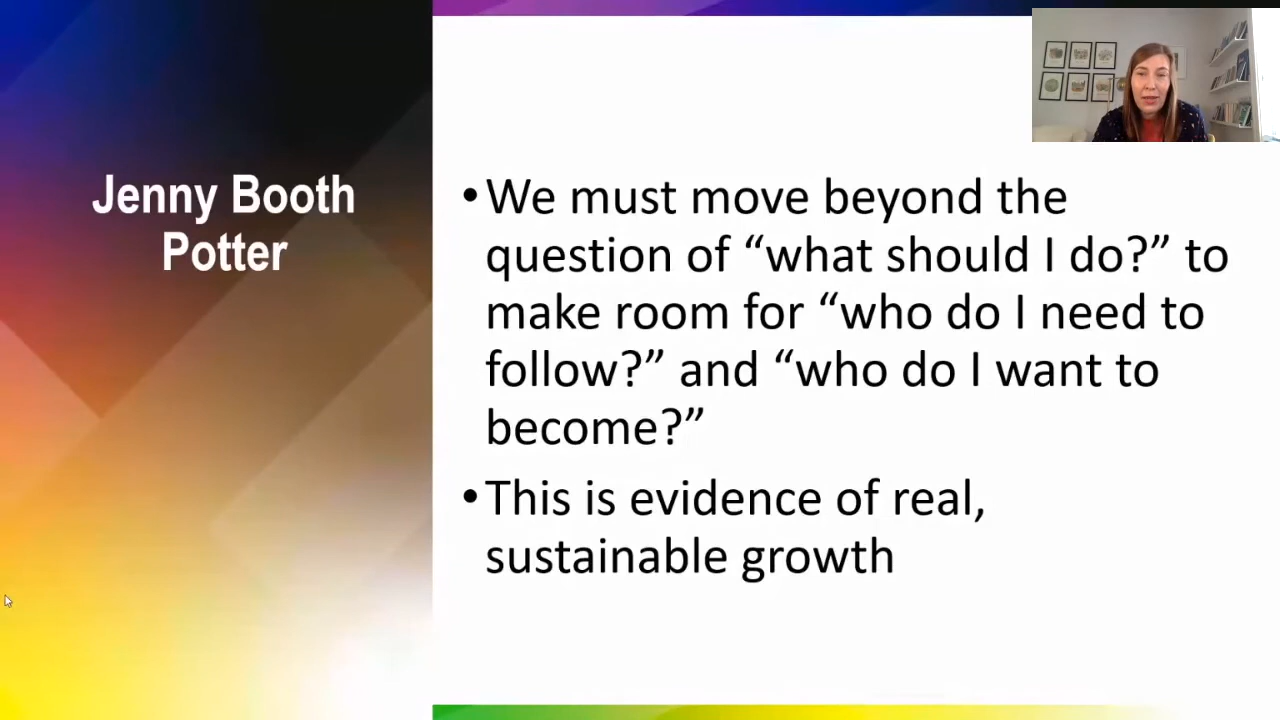 Jenny Booth
Potter
•We must move beyond the
question of “what should I do?” to
make room for “who do I need to
follow?” and “who do I want to
become?”
•This is evidence of real,
sustainable growth